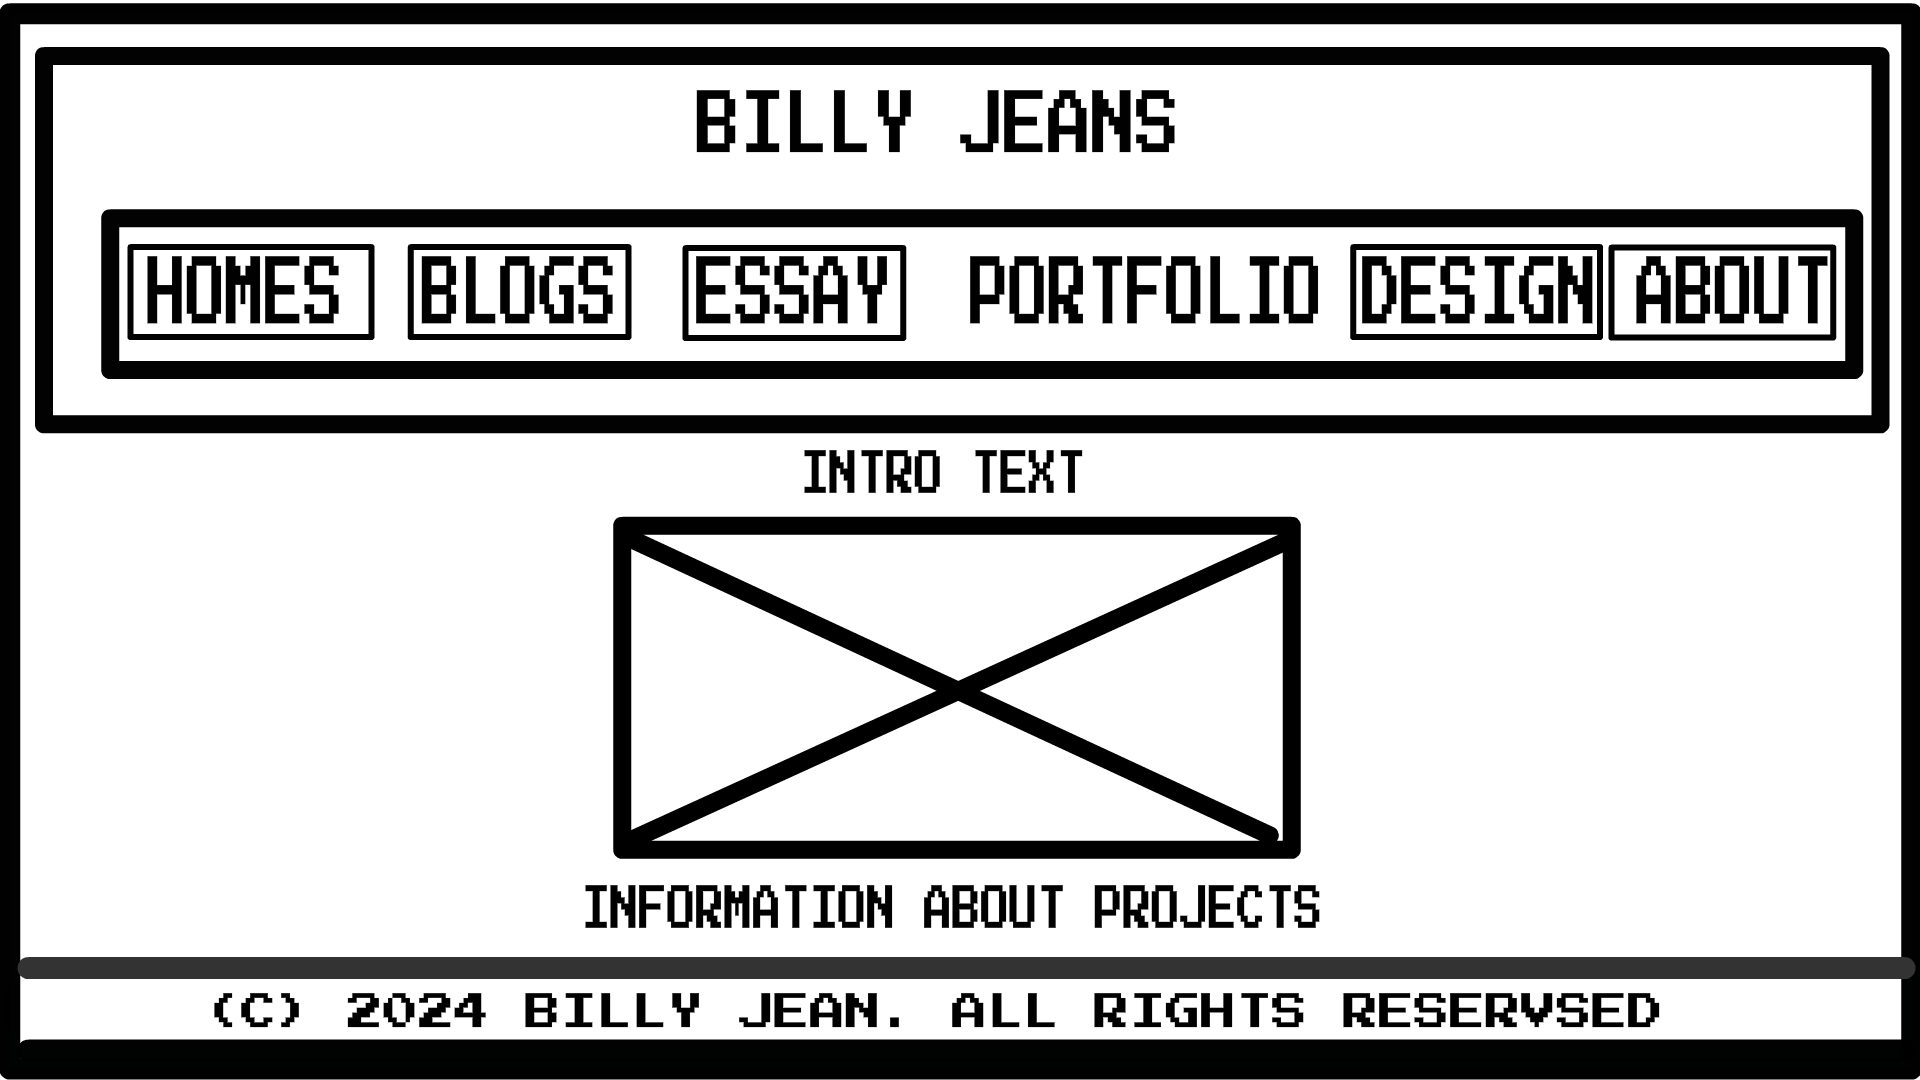 BILLY JEANS
HOMES BLOGS ESSAY PORTFOLIO DESIGN ABOUT
INTRO TEXT
INFORMATION ABOUT PROJECTS
(C) 2024 BILLY JEAN. ALL RIGHTS RESERVSED